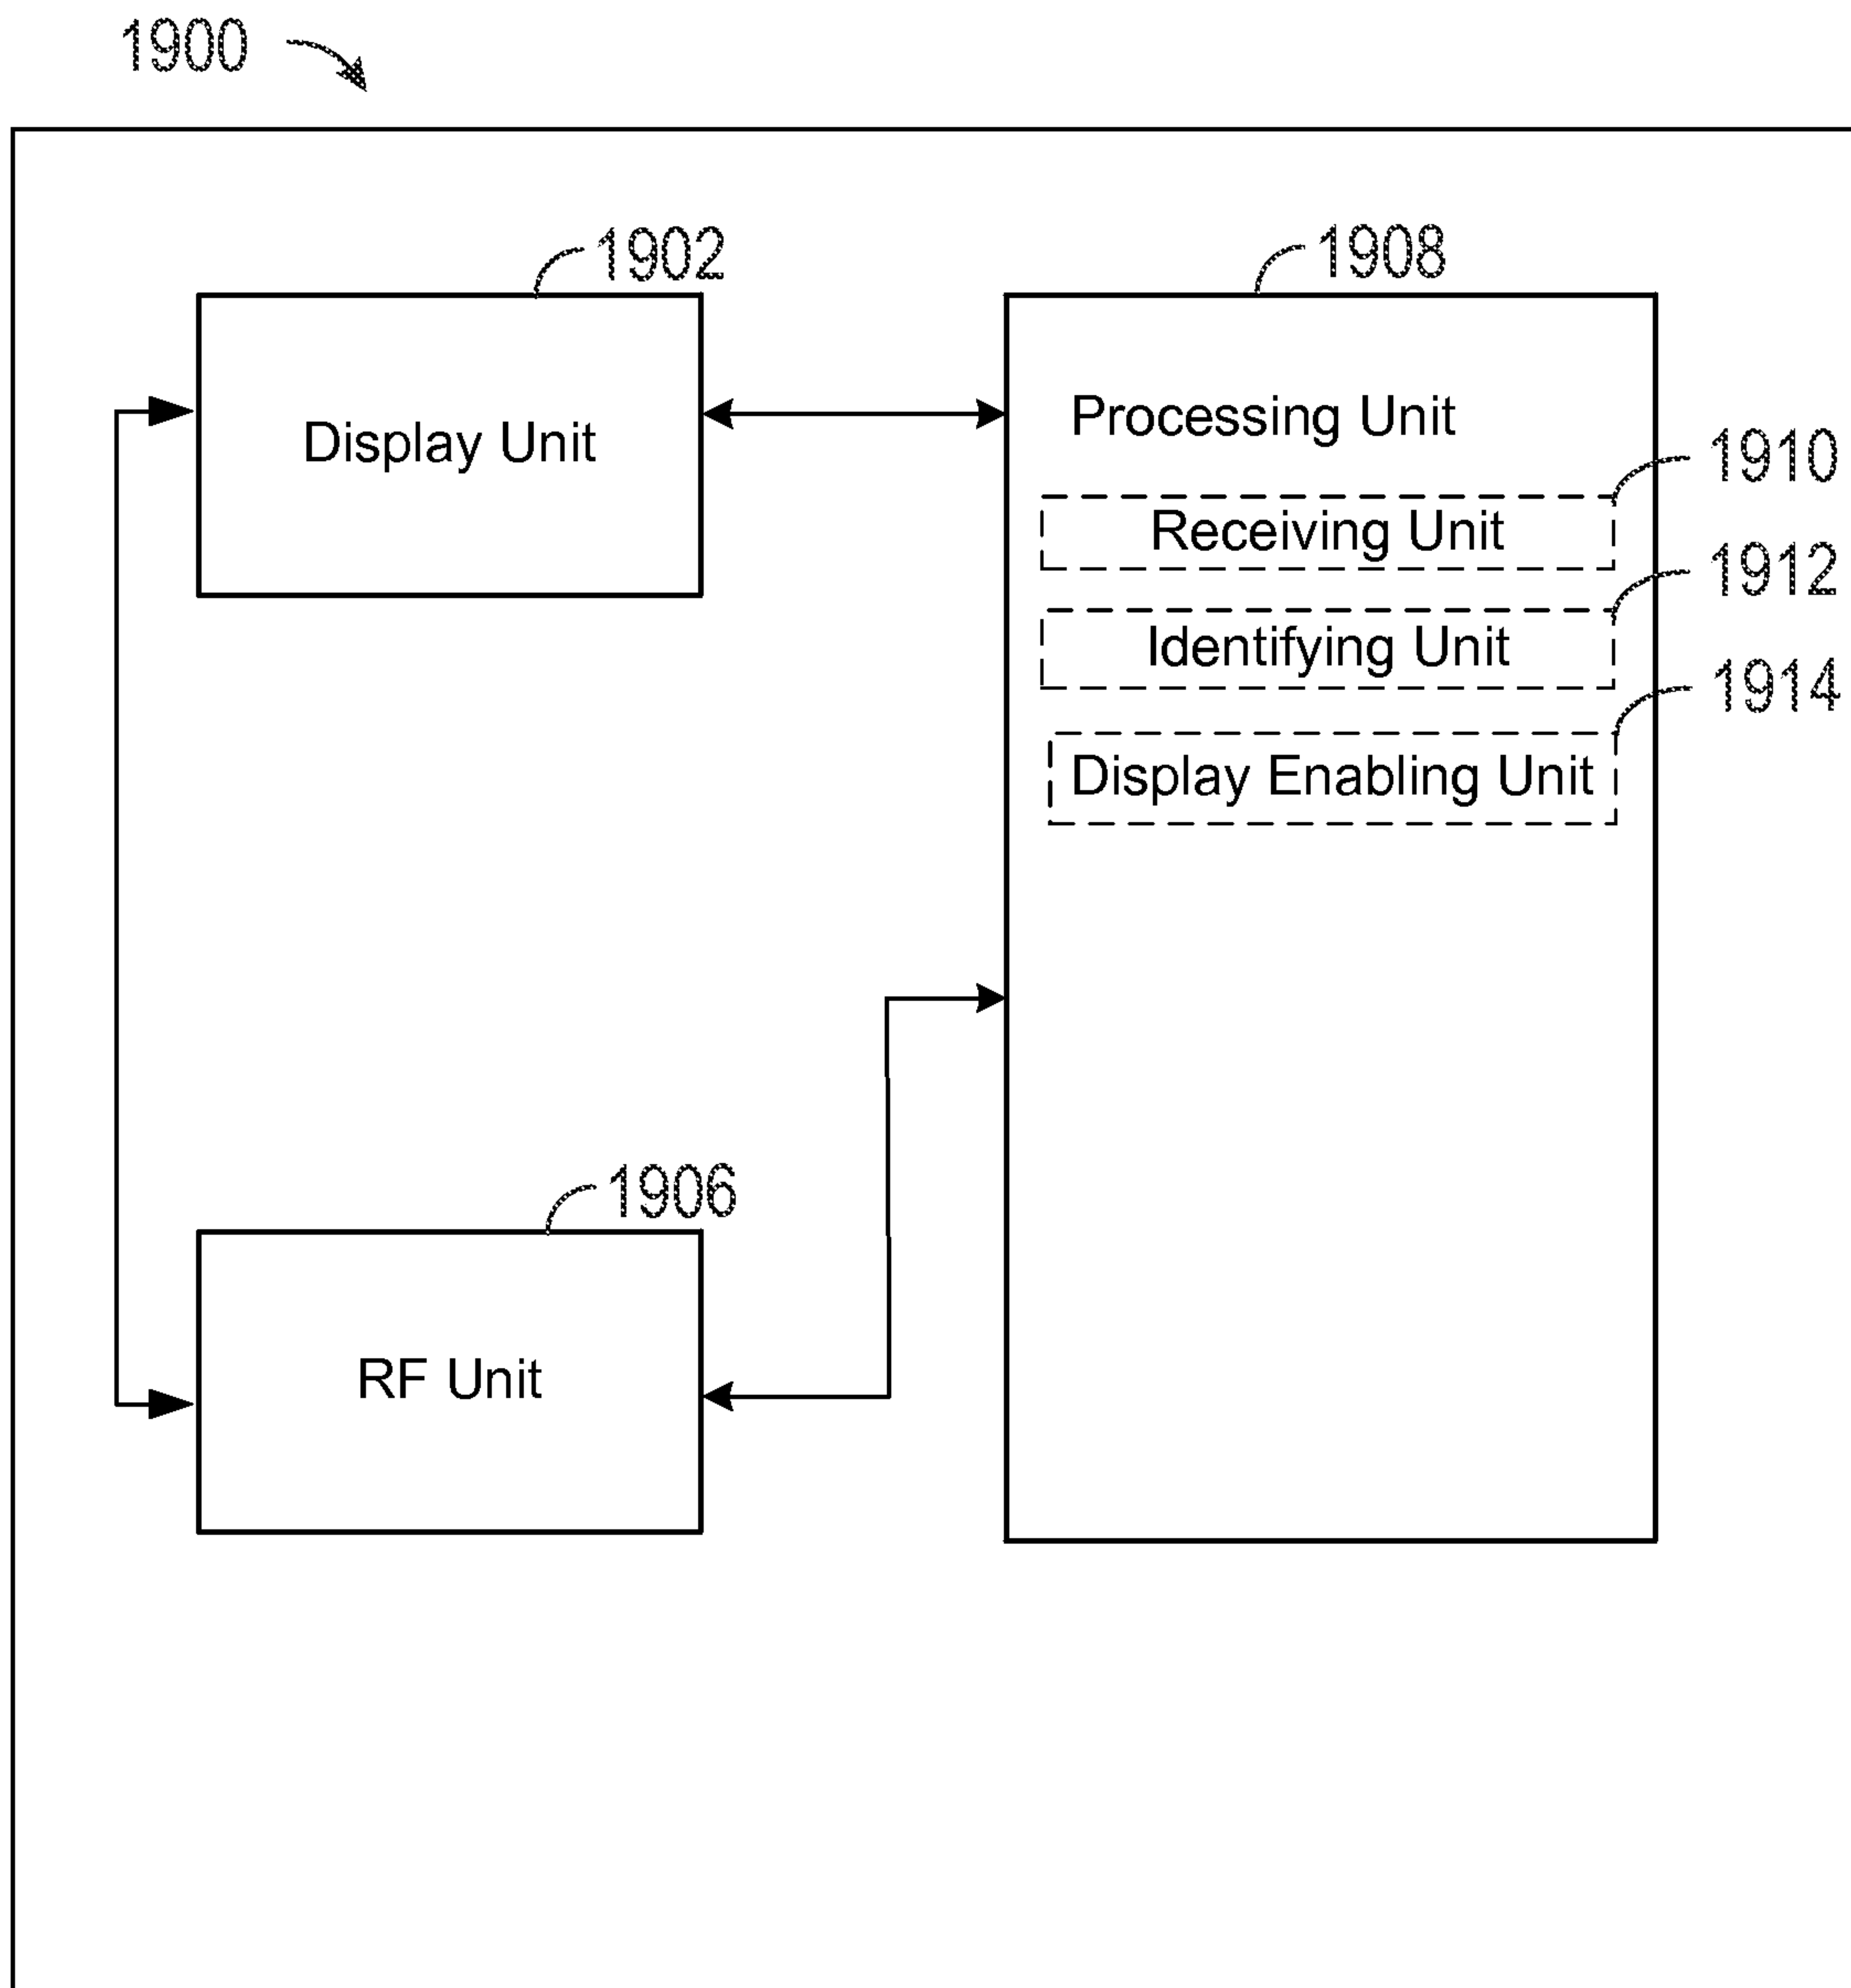 1900
1902
Display Unit
1908
Processing Unit
1910
Receiving Unit
1912
Identifying Unit
1914
Display Enabling Unit
1906
RF Unit